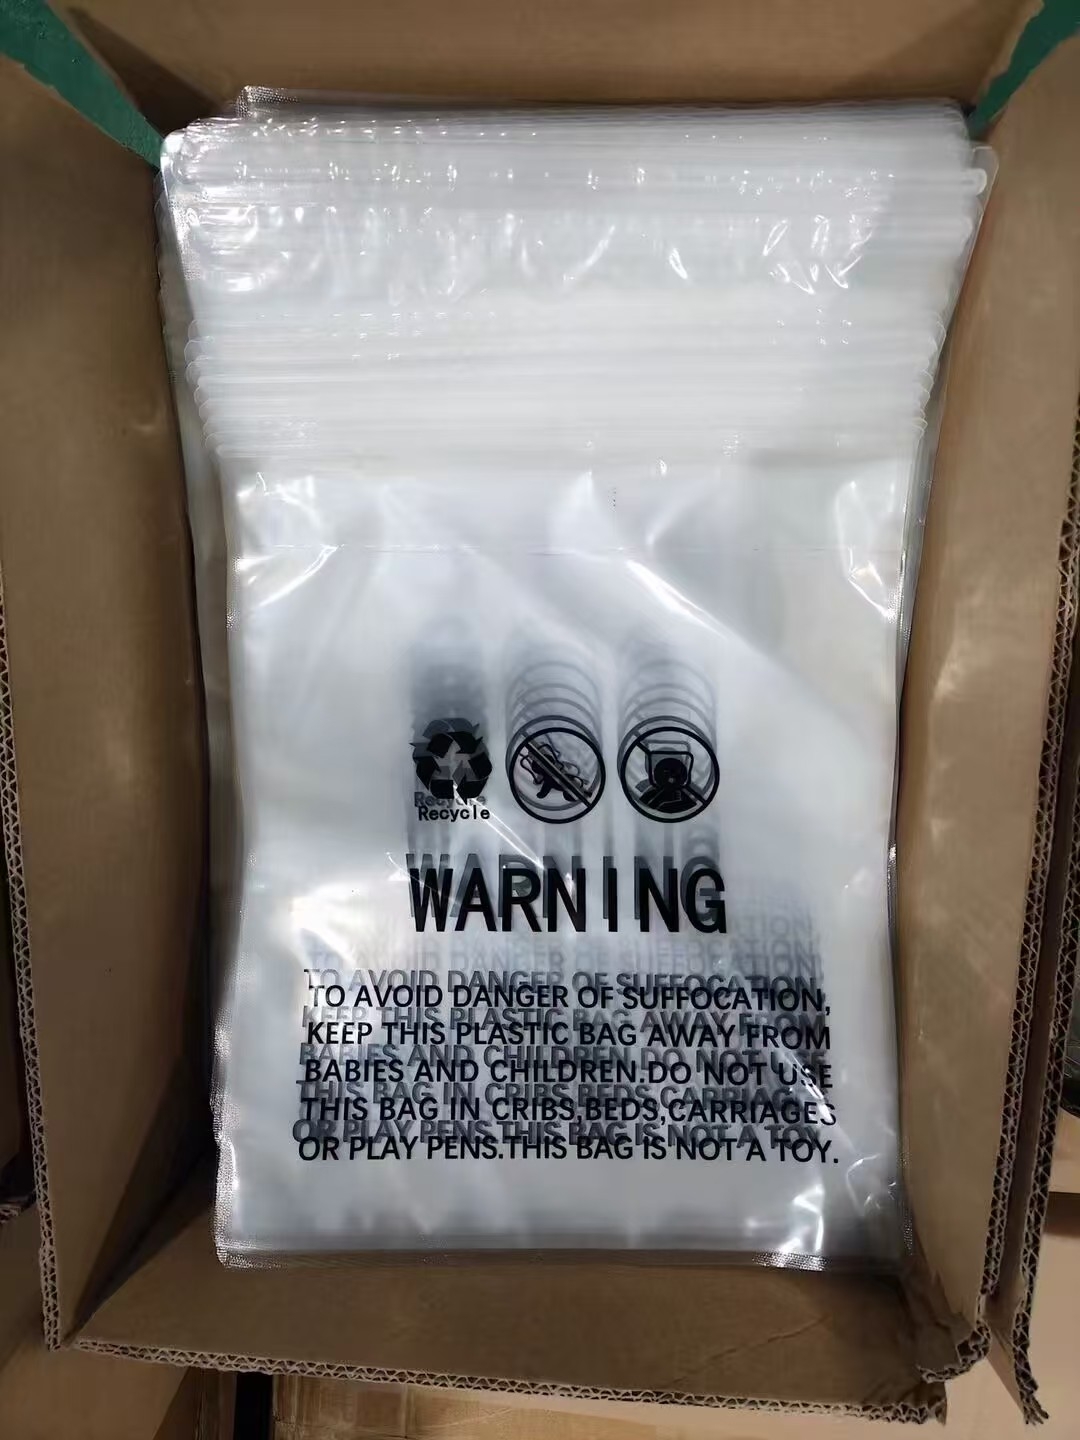 Recycle
WARNING
TO AVOID DANGER OF SUFFOCATION,
KEEP THIS PLASTIC BAG AWAY FROM
BABIES AND CHILDREN.DO NOT USE
THIS BAG IN CRIBS,BEDS,CARRIAGES
OR PLAY PENS.THIS BAG IS NOT A TOY.